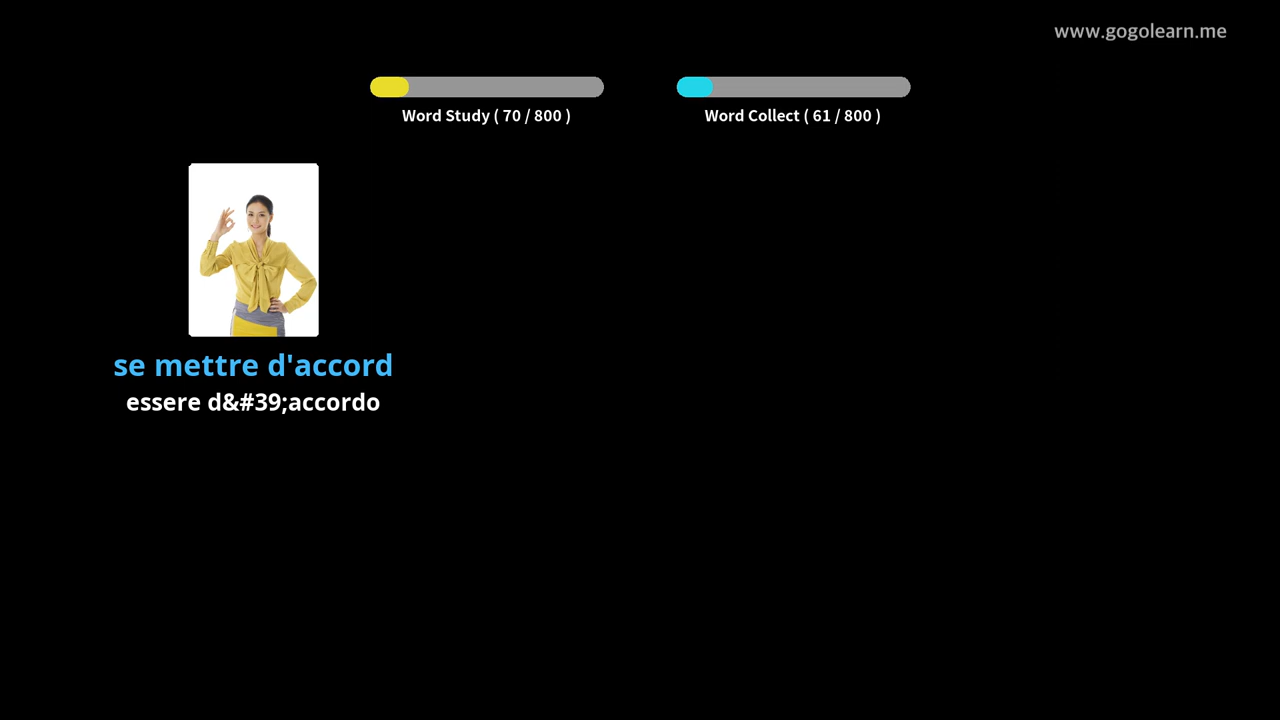 www.gogolearn.me
Word Study ( 70 / 800 )
Word Collect ( 61 / 800 )
se mettre d'accord
essere d&#39;accordo